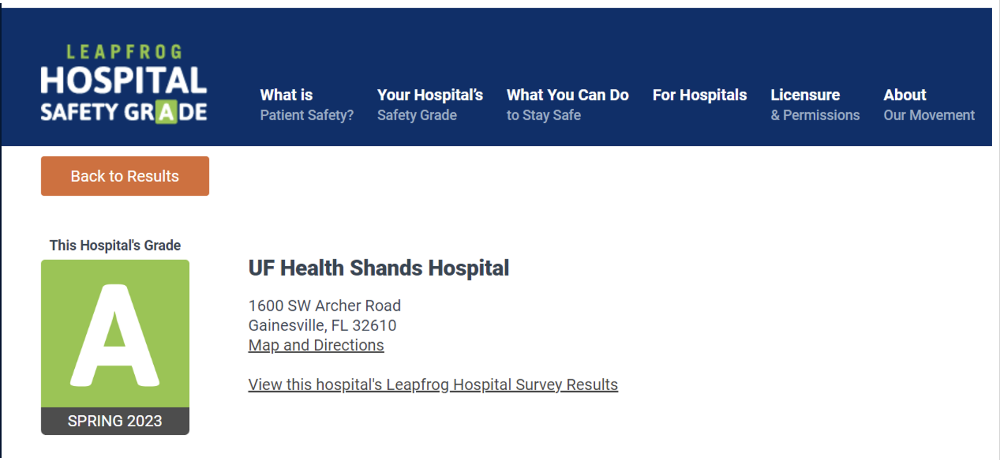 LEAPFROG
HOSPITAL
SAFETY GRADE
What is
Patient Safety?
Your Hospital’s
Safety Grade
What You Can Do
to Stay Safe
For Hospitals
Licensure
& Permissions
About
Our Movement
Back to Results
This Hospital's Grade
A
SPRING 2023
UF Health Shands Hospital
1600 SW Archer Road
Gainesville, FL 32610
Map and Directions
View this hospital's Leapfrog Hospital Survey Results